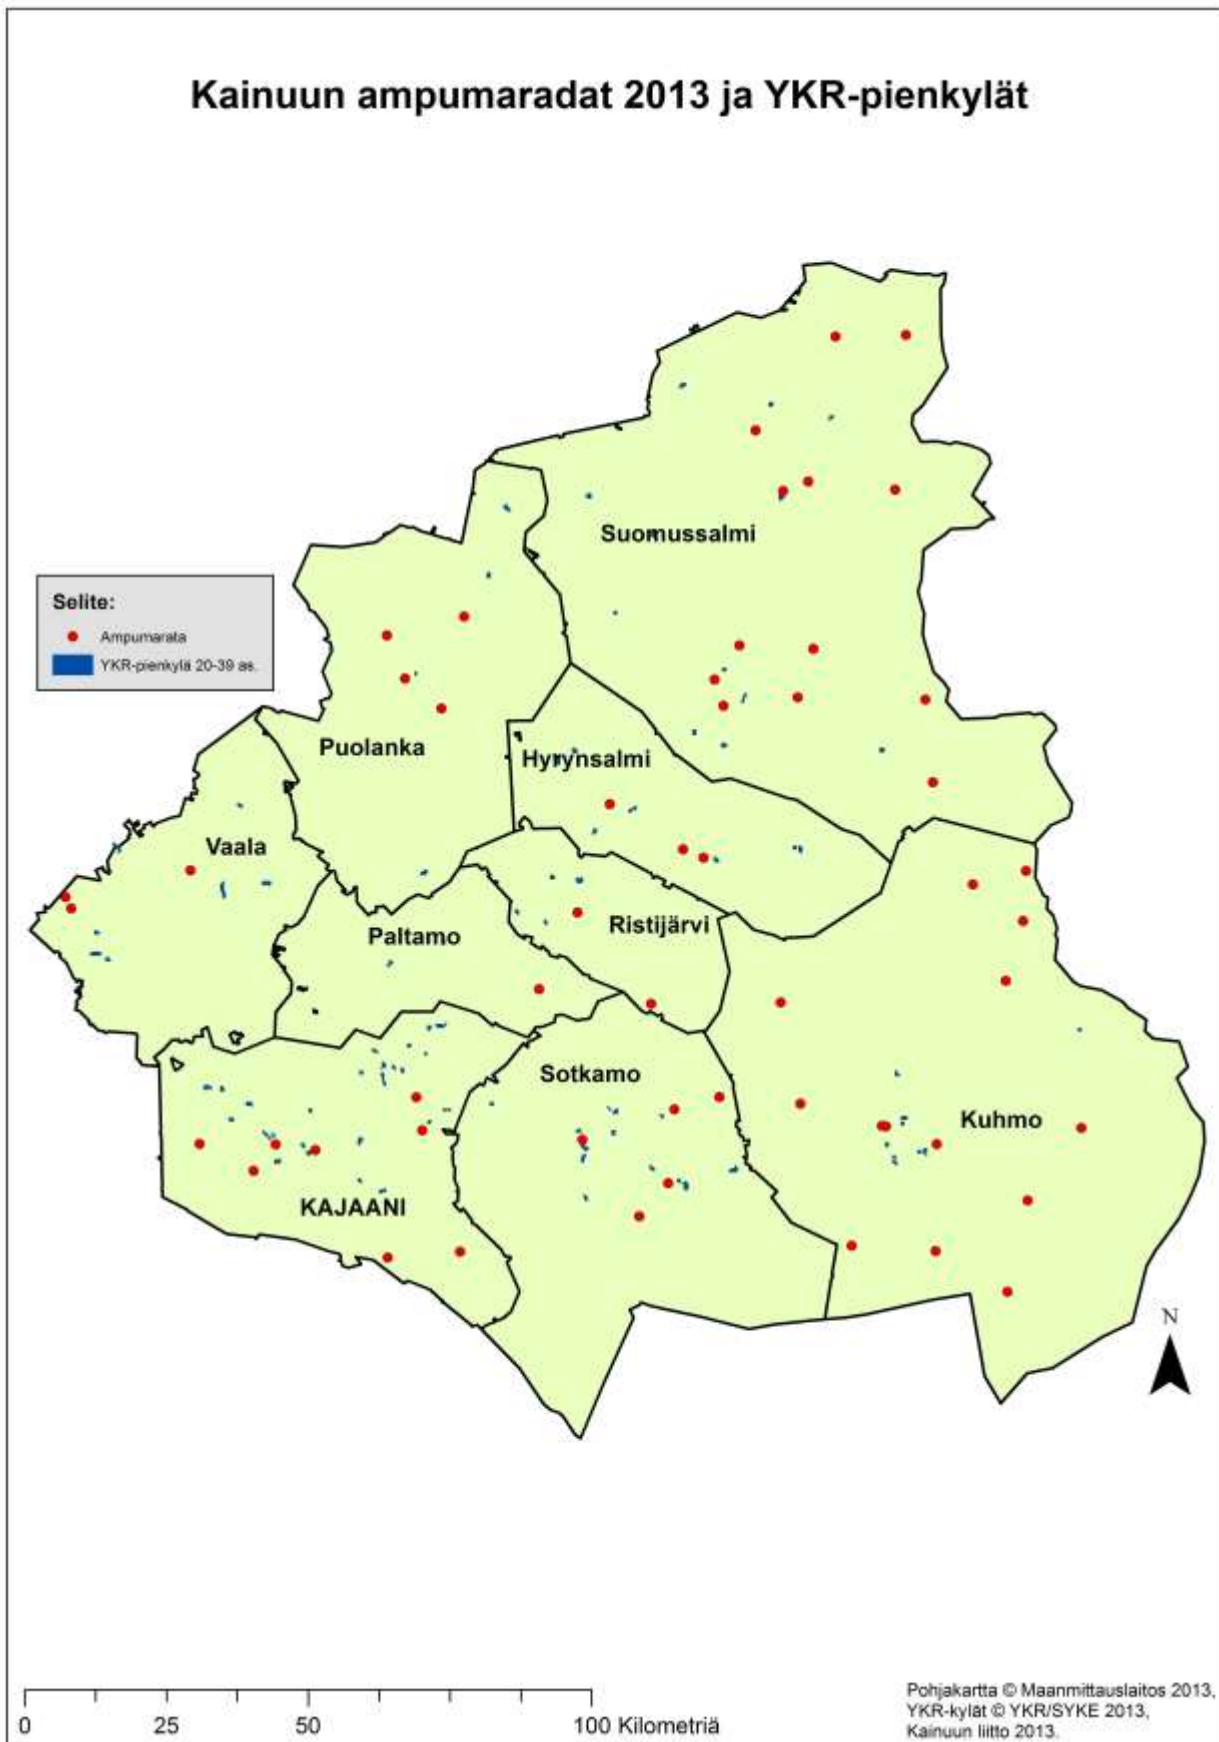 Kainuun ampumaradat 2013 ja YKR-pienkylät
Suomussalmi
Selite:
Ampumarata
YKR-pienkylä 20-39 as.
Puolanka
Hyrynsalmi
Vaala
Paltamo
Ristijärvi
Sotkamo
Kuhmo
KAJAANI
N
0 25 50 100 Kilometriä
Pohjakartta © Maanmittauslaitos 2013,
YKR-kylät © YKR/SYKE 2013,
Kainuun liitto 2013.